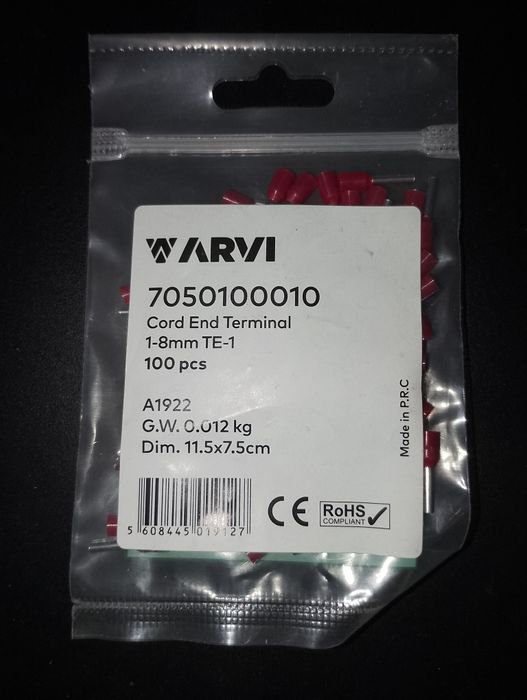 ARVI
7050100010
Cord End Terminal
1-8mm TE-1
100 pcs
A1922
G.W. 0.012 kg
Dim. 11.5x7.5cm
Made in P.R.C
5 608445 019127
CE
RoHS
COMPLIANT